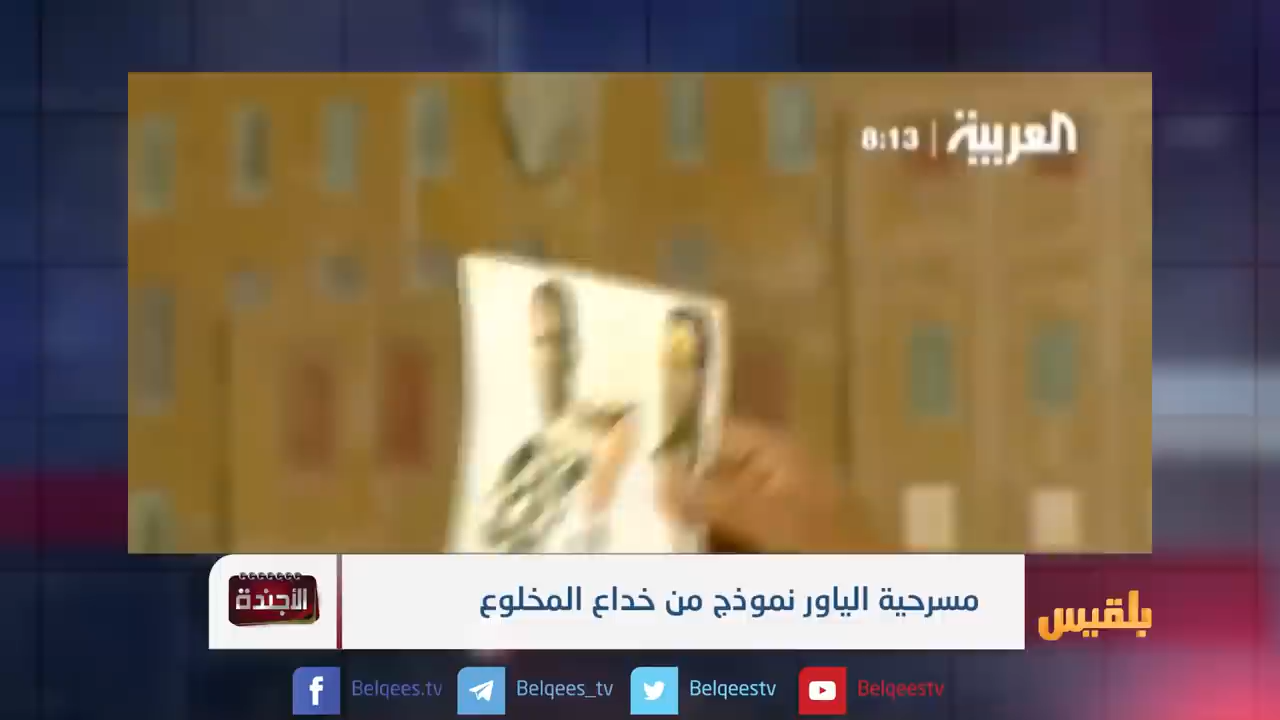 8:13 | العربية
مسرحية الياور نموذج من خداع المخلوع
الأجندة
بلقيس
Belqees.tv
Belqees_tv
Belqeestv
Belqeestv